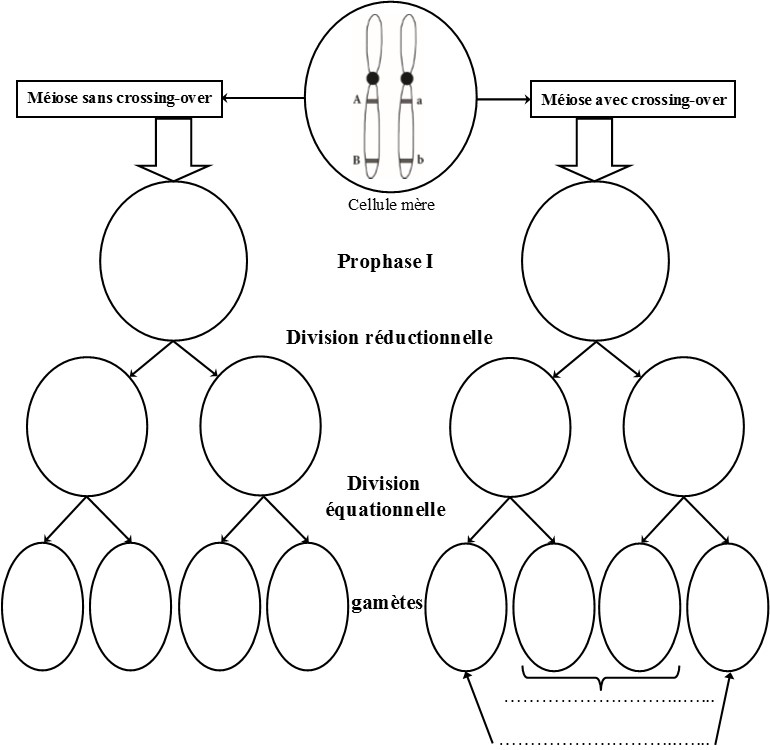 A a
B b
Méiose sans crossing-over
Méiose avec crossing-over
Cellule mère
Prophase I
Division réductionnelle
Division
équationnelle
gamètes